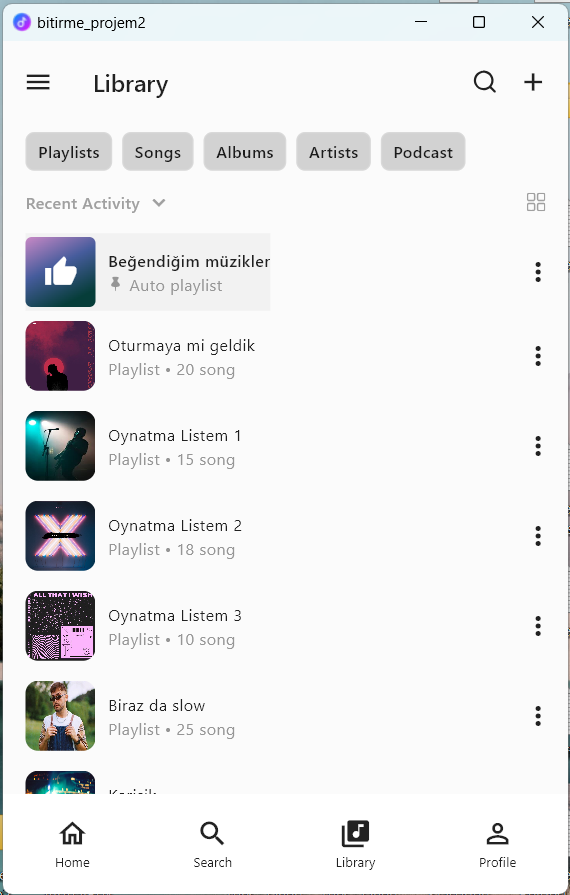 bitirme_projem2
Library
Playlists Songs Albums Artists Podcast
Recent Activity
Beğendiğim müzikler
Auto playlist
Oturmaya mi geldik
Playlist • 20 song
Oynatma Listem 1
Playlist • 15 song
Oynatma Listem 2
Playlist • 18 song
ALL THAT I WISH
Oynatma Listem 3
Playlist • 10 song
Biraz da slow
Playlist • 25 song
Home Search Library Profile